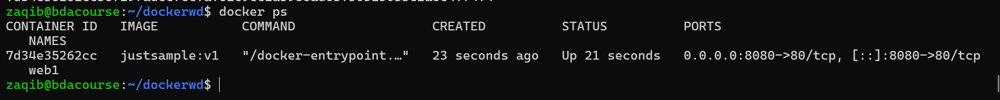 zaqib@bdacourse:~/dockerwd$ docker ps
CONTAINER ID   IMAGE           COMMAND                  CREATED          STATUS          PORTS
   NAMES
7d34e35262cc   justsample:v1   "/docker-entrypoint.…"   23 seconds ago   Up 21 seconds   0.0.0.0:8080->80/tcp, [::]:8080->80/tcp
   web1
zaqib@bdacourse:~/dockerwd$